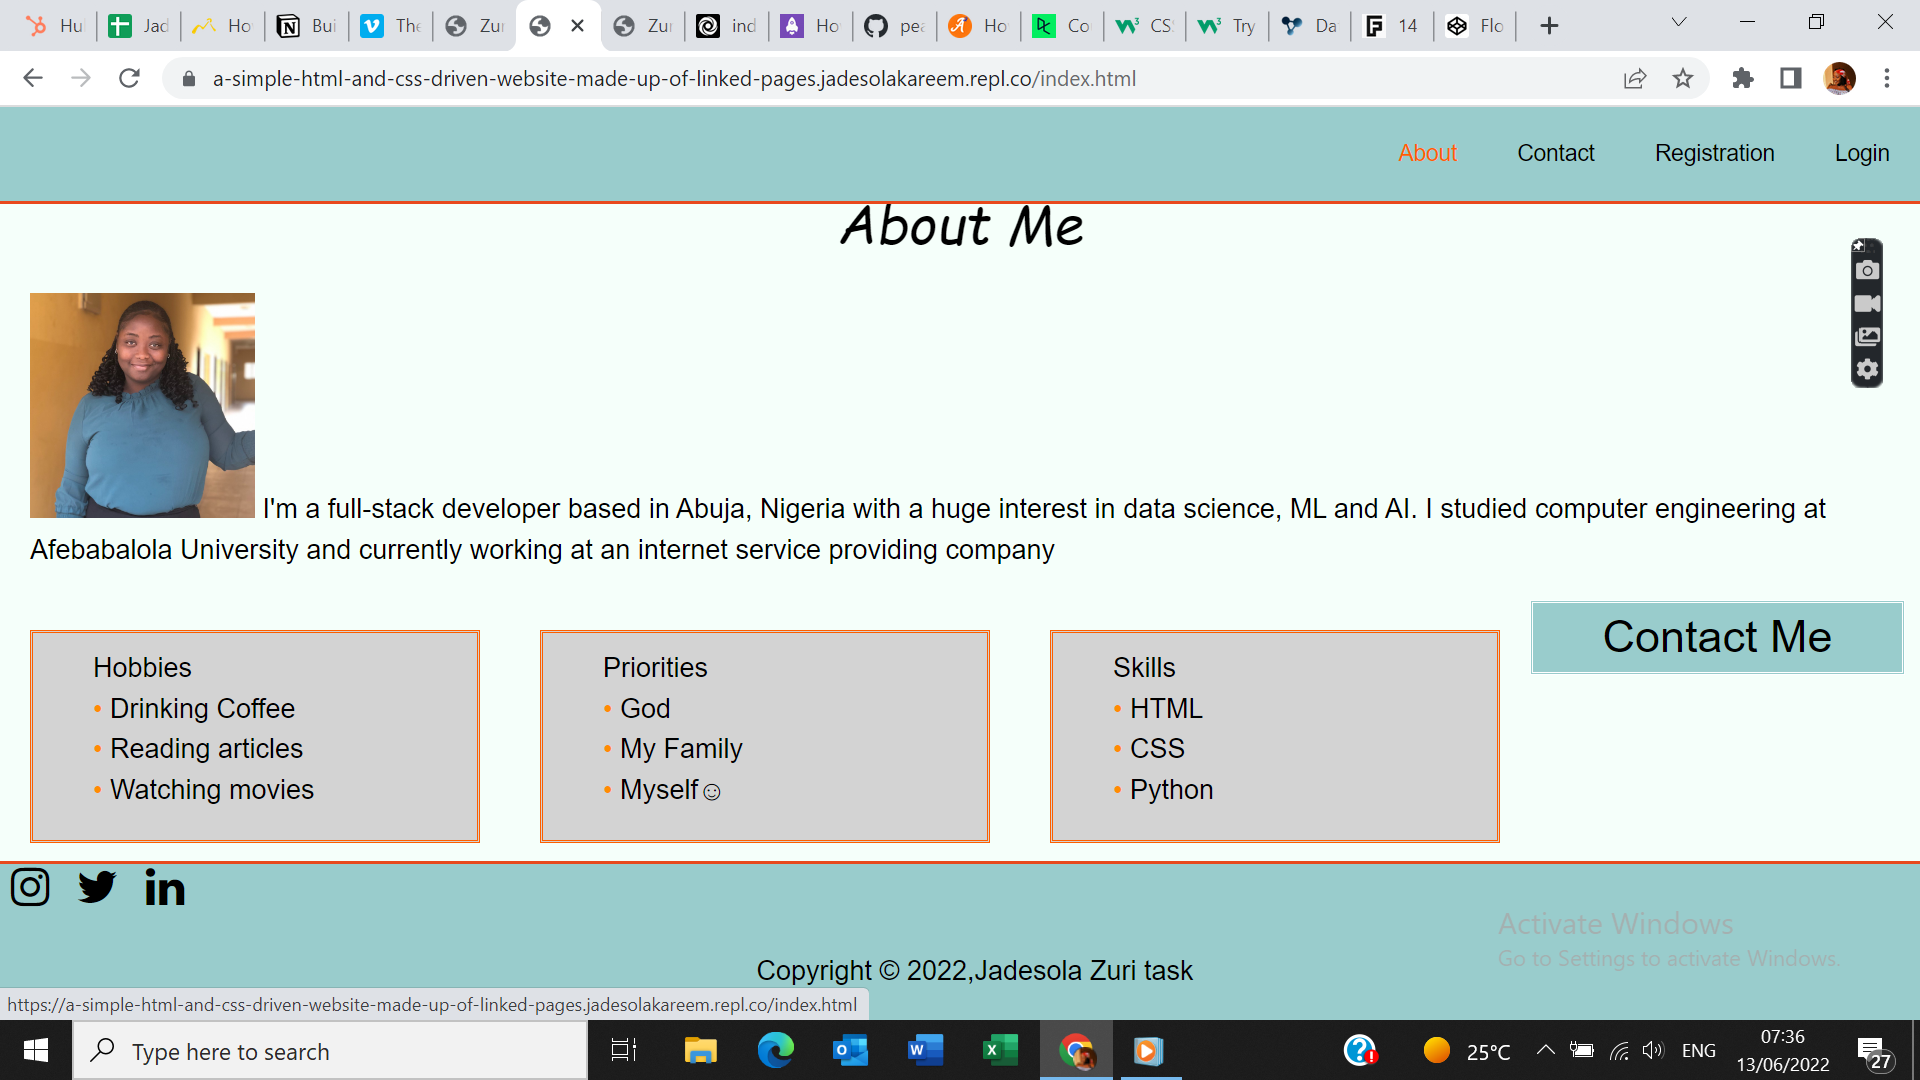 Hu Jad Ho Bui The Zur Zur ind Ho pea Ho Co CS Try Da 14 Flo
a-simple-html-and-css-driven-website-made-up-of-linked-pages.jadesolakareem.repl.co/index.html
About Contact Registration Login
About Me
I'm a full-stack developer based in Abuja, Nigeria with a huge interest in data science, ML and AI. I studied computer engineering at
Afebabalola University and currently working at an internet service providing company
Contact Me
Hobbies
• Drinking Coffee
• Reading articles
• Watching movies
Priorities
• God
• My Family
• Myself☺
Skills
• HTML
• CSS
• Python
Activate Windows
Go to Settings to activate Windows.
Copyright © 2022,Jadesola Zuri task
https://a-simple-html-and-css-driven-website-made-up-of-linked-pages.jadesolakareem.repl.co/index.html
Type here to search
25°C
ENG
07:36
13/06/2022
27